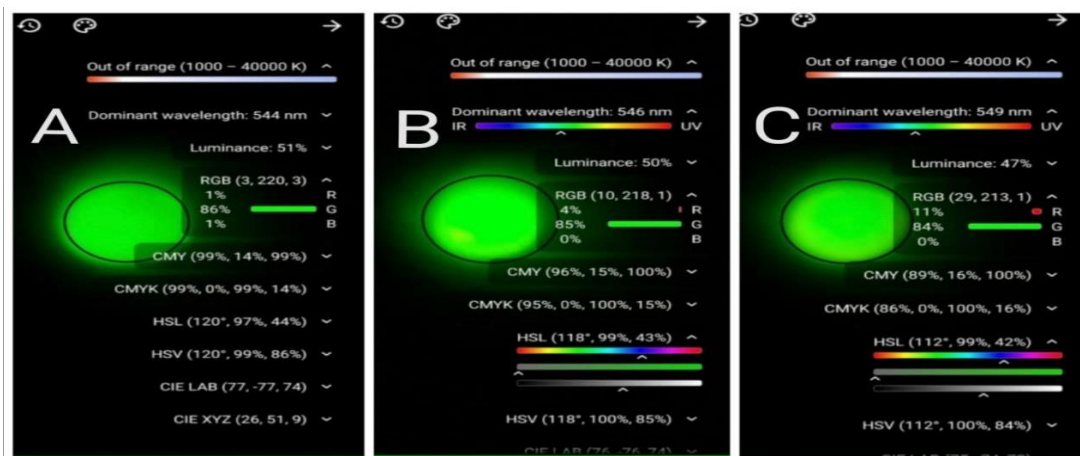 A
Out of range (1000 – 40000 K)
Dominant wavelength: 544 nm
Luminance: 51%
RGB (3, 220, 3)
1% R
86% G
1% B
CMY (99%, 14%, 99%)
CMYK (99%, 0%, 99%, 14%)
HSL (120°, 97%, 44%)
HSV (120°, 99%, 86%)
CIE LAB (77, -77, 74)
CIE XYZ (26, 51, 9)
B
Out of range (1000 – 40000 K)
Dominant wavelength: 546 nm
IR UV
Luminance: 50%
RGB (10, 218, 1)
4% R
85% G
0% B
CMY (96%, 15%, 100%)
CMYK (95%, 0%, 100%, 15%)
HSL (118°, 99%, 43%)
HSV (118°, 100%, 85%)
CIE LAB (76, -76, 74)
C
Out of range (1000 – 40000 K)
Dominant wavelength: 549 nm
IR UV
Luminance: 47%
RGB (29, 213, 1)
11% R
84% G
0% B
CMY (89%, 16%, 100%)
CMYK (86%, 0%, 100%, 16%)
HSL (112°, 99%, 42%)
HSV (112°, 100%, 84%)